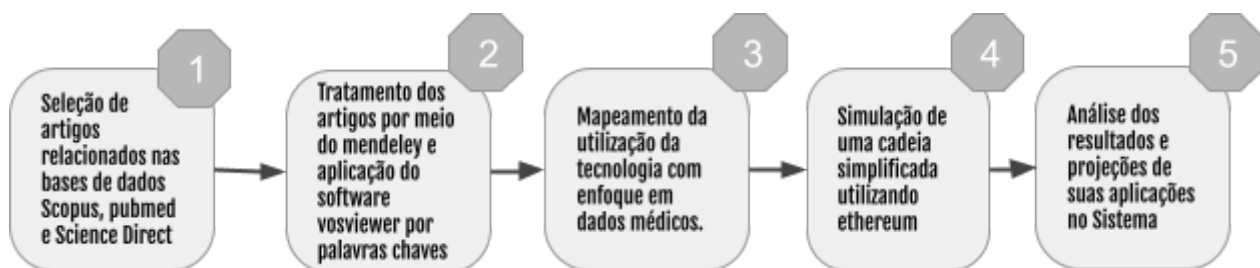 1
Seleção de
artigos
relacionados nas
bases de dados
Scopus, pubmed
e Science Direct
2
Tratamento dos
artigos por meio
do mendeley e
aplicação do
software
vosviewer por
palavras chaves
3
Mapeamento da
utilização da
tecnologia com
enfoque em
dados médicos.
4
Simulação de
uma cadeia
simplificada
utilizando
ethereum
5
Análise dos
resultados e
projeções de
suas aplicações
no Sistema